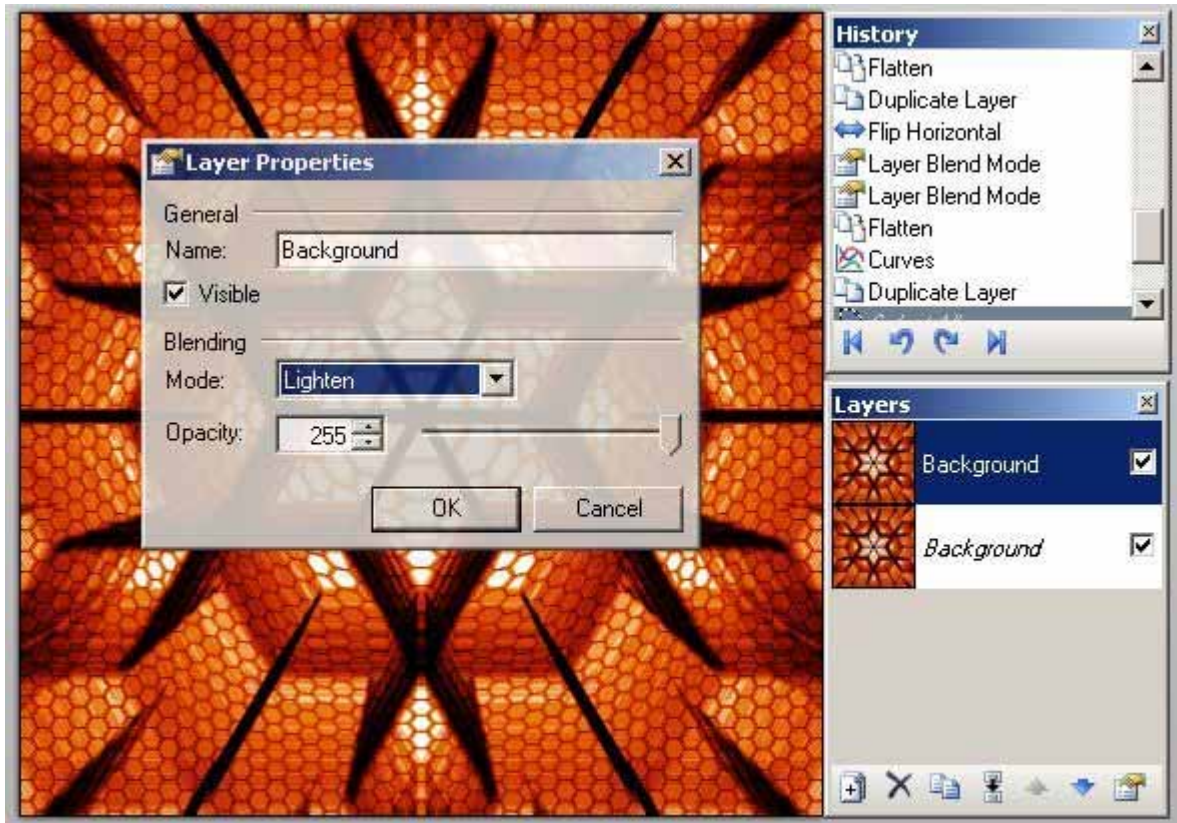 Layer Properties
General
Name: Background
Visible
Blending
Mode: Lighten
Opacity: 255
OK Cancel
History
Flatten
Duplicate Layer
Flip Horizontal
Layer Blend Mode
Layer Blend Mode
Flatten
Curves
Duplicate Layer
Layers
Background
Background